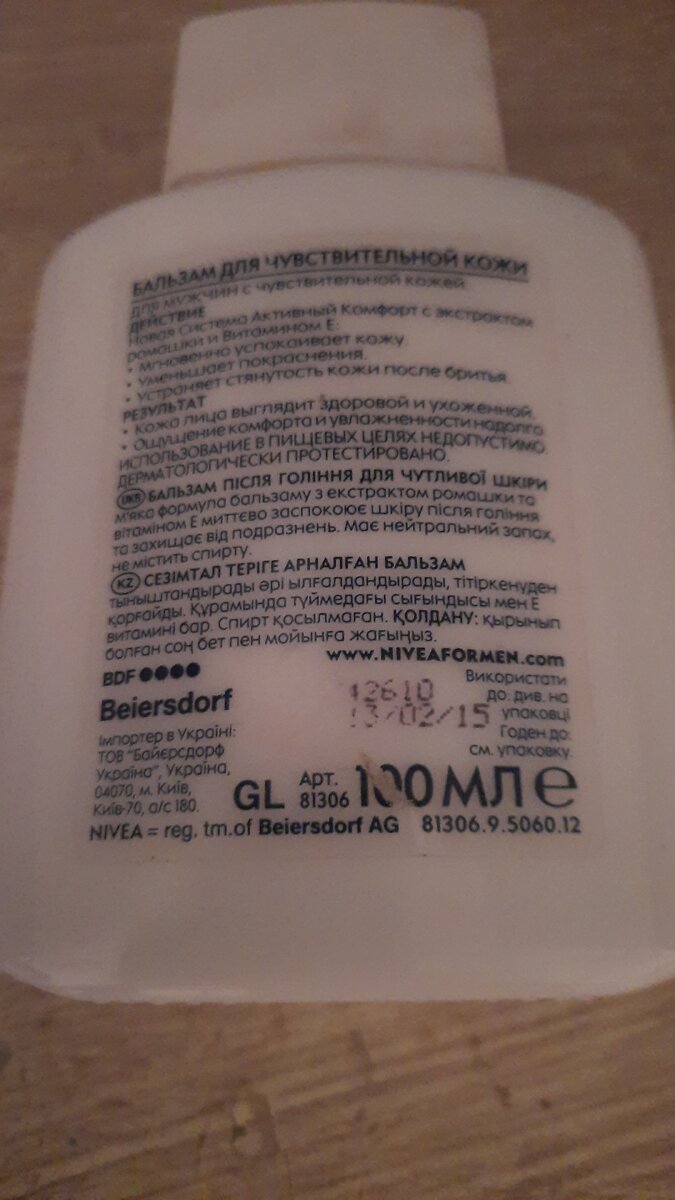 БАЛЬЗАМ ДЛЯ ЧУВСТВИТЕЛЬНОЙ КОЖИ
для мужчин с чувствительной кожей
ДЕЙСТВИЕ
Новая Система Активный Комфорт с экстрактом
ромашки и Витамином Е:
• Мгновенно успокаивает кожу
• Уменьшает покраснения.
• Устраняет стянутость кожи после бритья
РЕЗУЛЬТАТ
• Кожа лица выглядит здоровой и ухоженной.
• Ощущение комфорта и увлажненности надолго
ИСПОЛЬЗОВАНИЕ В ПИЩЕВЫХ ЦЕЛЯХ НЕДОПУСТИМО.
ДЕРМАТОЛОГИЧЕСКИ ПРОТЕСТИРОВАНО.
UKR БАЛЬЗАМ ПІСЛЯ ГОЛІННЯ ДЛЯ ЧУТЛИВОЇ ШКІРИ
М'яка формула бальзаму з екстрактом ромашки та
вітаміном Е миттєво заспокоює шкіру після гоління
та захищає від подразнень. Має нейтральний запах,
не містить спирту.
KZ СЕЗІМТАЛ ТЕРІГЕ АРНАЛҒАН БАЛЬЗАМ
тыныштандырады әрі ылғалдандырады, тітіркенуден
қорғайды. Құрамында түймедағы сығындысы мен Е
витамині бар. Спирт қосылмаған. ҚОЛДАНУ: қырынып
болған соң бет пен мойынға жағыңыз.
www.NIVEAFORMEN.com
BDF ●●●●
Beiersdorf
42610
13/02/15
Використати
до: див. на
упаковці
Годен до:
см. упаковку.
Імпортер в Україні:
ТОВ "Байєрсдорф
Україна", Україна,
04070, м. Київ,
Київ-70, а/с 180.
GL Арт. 81306 100 МЛ e
NIVEA = reg. tm.of Beiersdorf AG 81306.9.5060.12